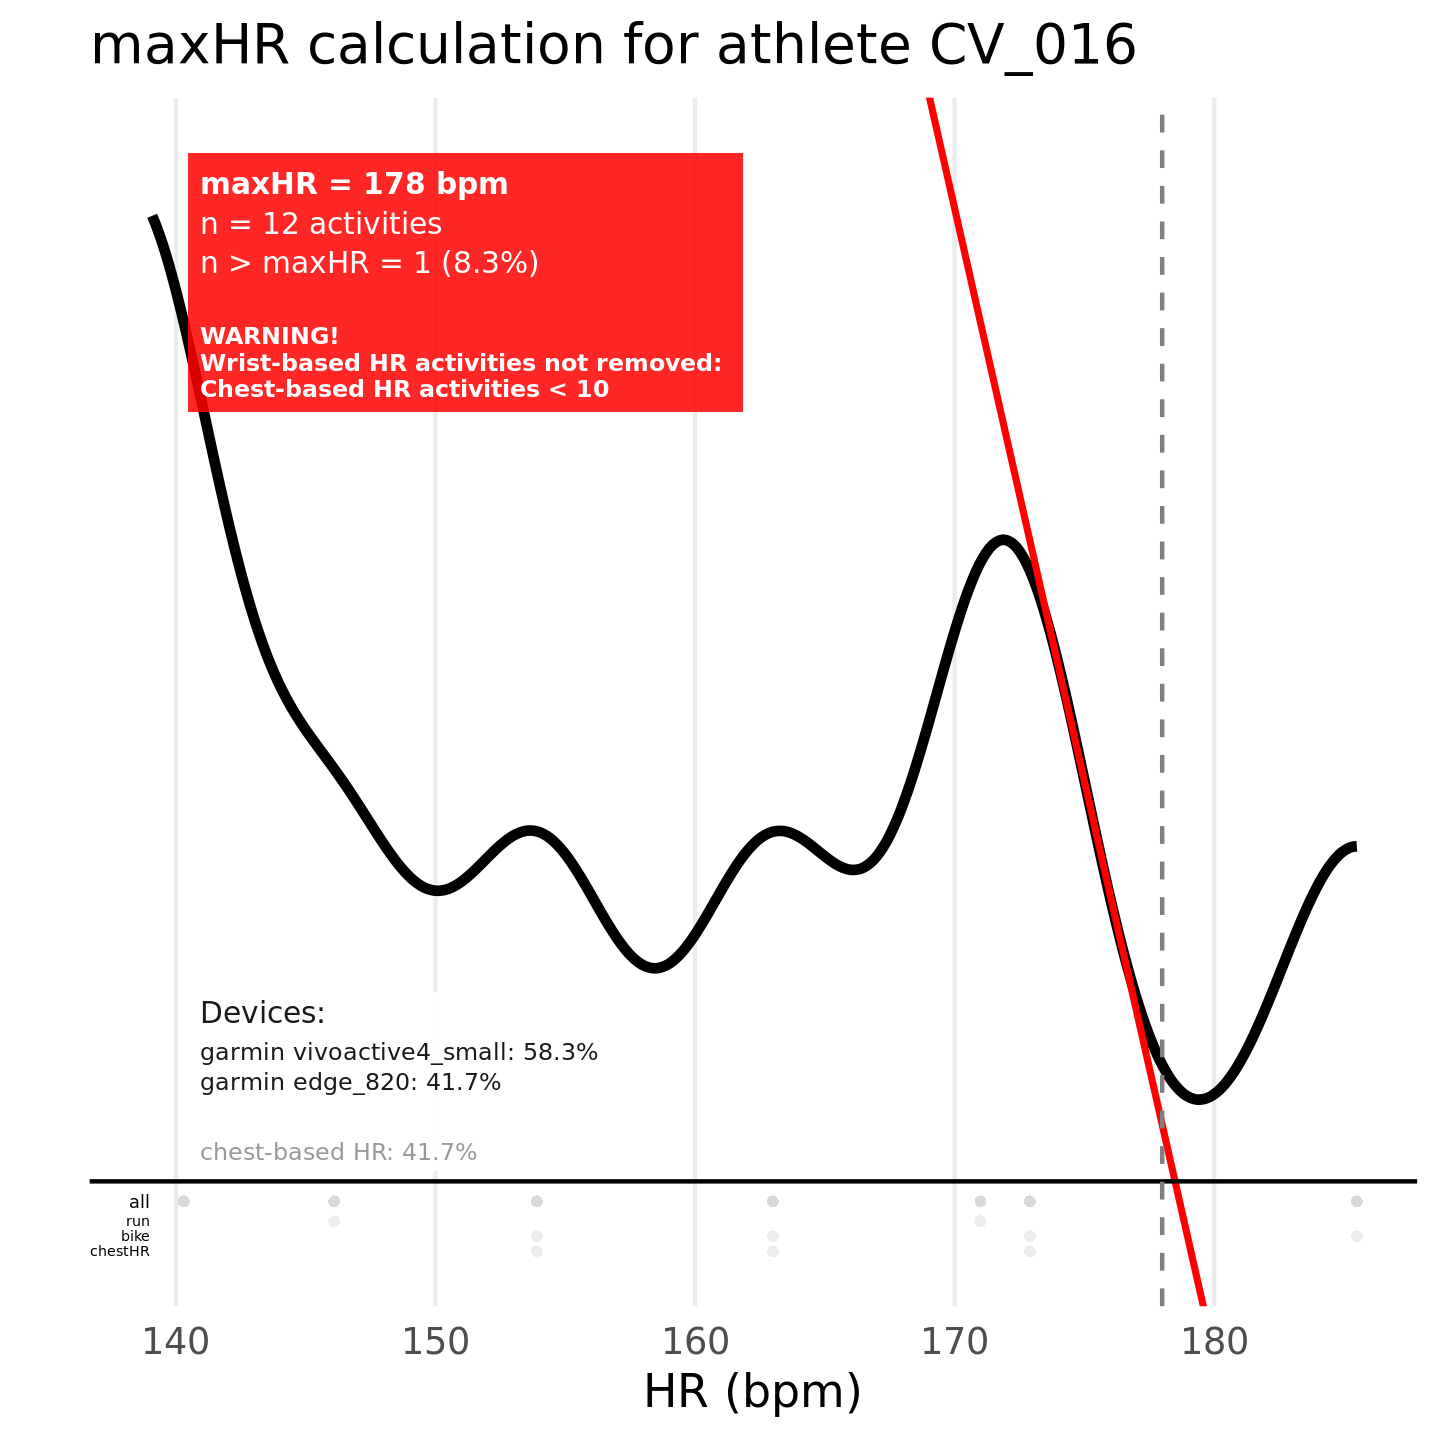 maxHR calculation for athlete CV_016
maxHR = 178 bpm
n = 12 activities
n > maxHR = 1 (8.3%)
WARNING!
Wrist-based HR activities not removed:
Chest-based HR activities < 10
Devices:
garmin vivoactive4_small: 58.3%
garmin edge_820: 41.7%
chest-based HR: 41.7%
all
run
bike
chestHR
140 150 160 170 180
HR (bpm)